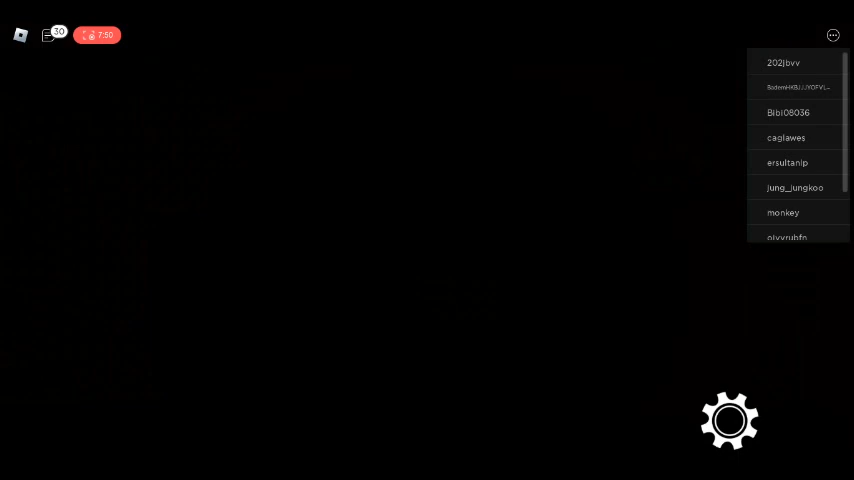 30
7:50
202jbvv
Bibi08036
caglawes
ersultanip
jung_jungkoo
monkey